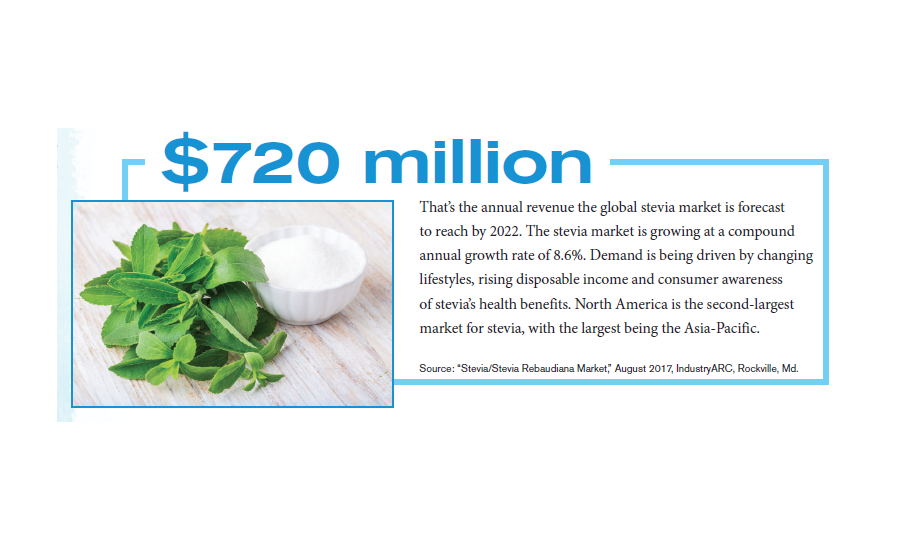 $720 million
That’s the annual revenue the global stevia market is forecast
to reach by 2022. The stevia market is growing at a compound
annual growth rate of 8.6%. Demand is being driven by changing
lifestyles, rising disposable income and consumer awareness
of stevia’s health benefits. North America is the second-largest
market for stevia, with the largest being the Asia-Pacific.
Source: “Stevia/Stevia Rebaudiana Market,” August 2017, IndustryARC, Rockville, Md.